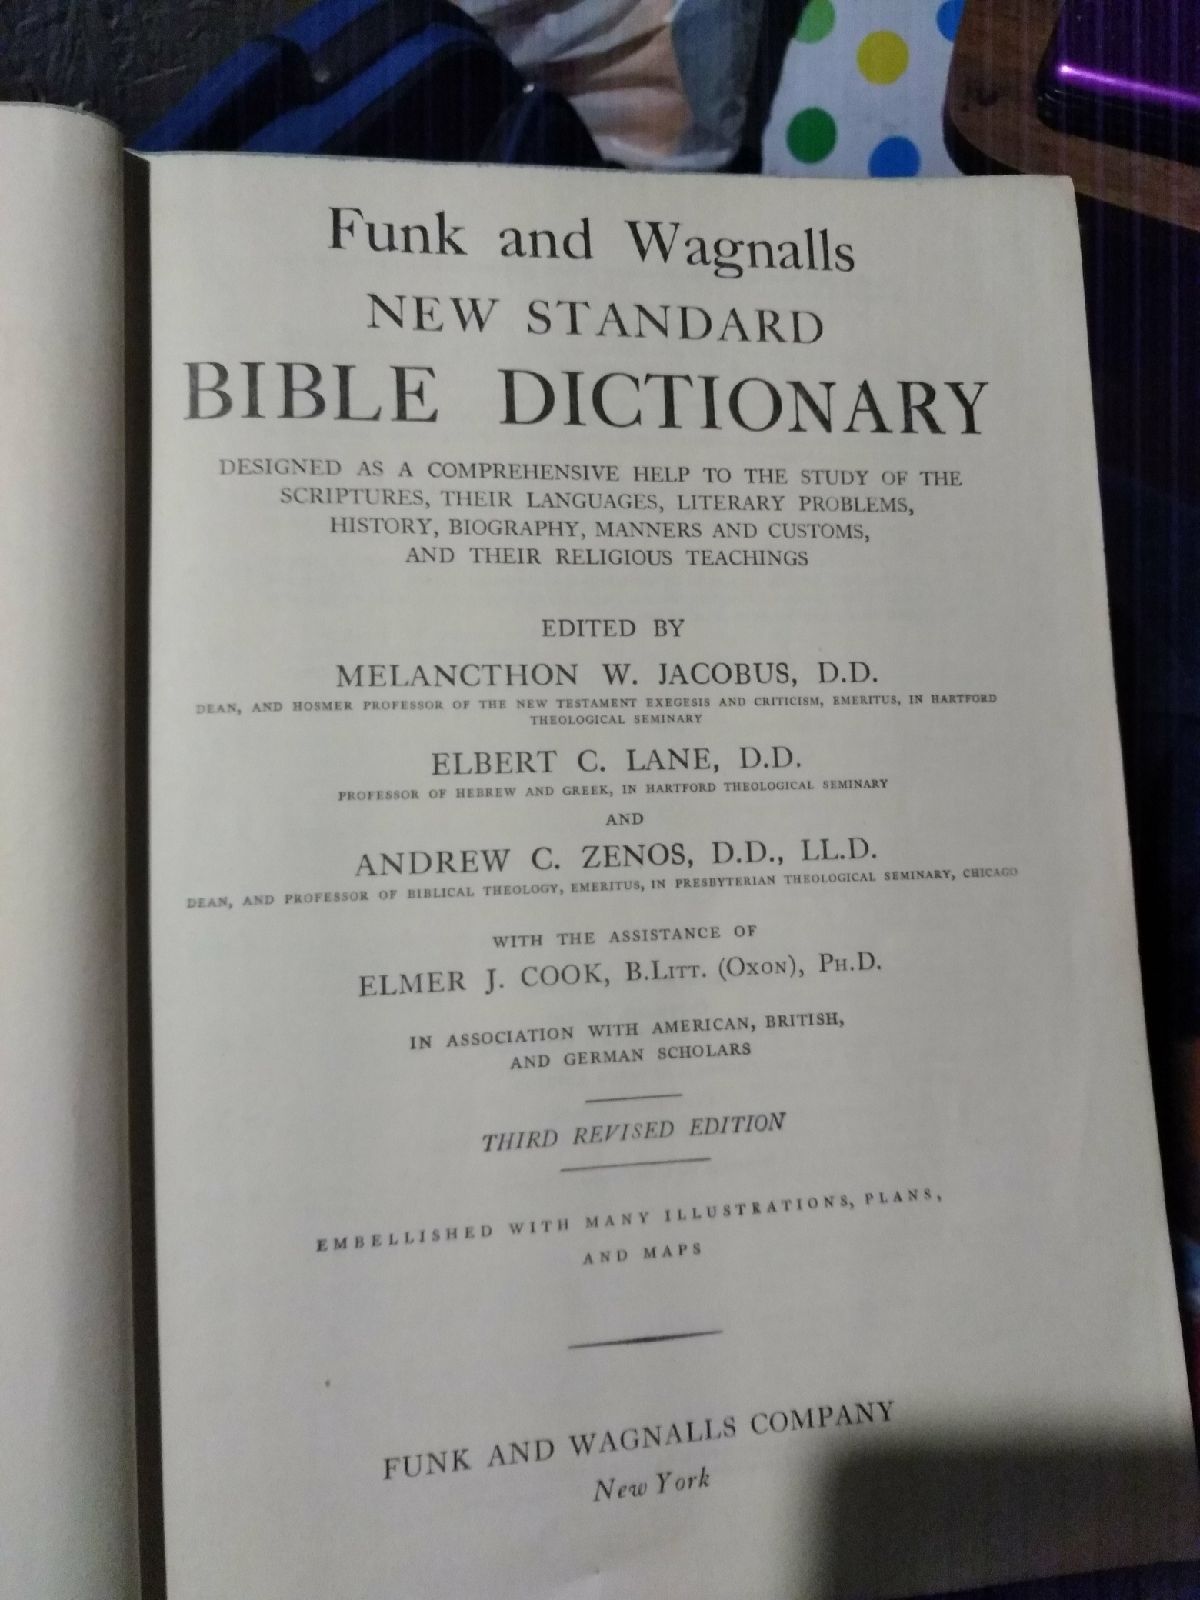 Funk and Wagnalls
NEW STANDARD
BIBLE DICTIONARY
DESIGNED AS A COMPREHENSIVE HELP TO THE STUDY OF THE
SCRIPTURES, THEIR LANGUAGES, LITERARY PROBLEMS,
HISTORY, BIOGRAPHY, MANNERS AND CUSTOMS,
AND THEIR RELIGIOUS TEACHINGS
EDITED BY
MELANCTHON W. JACOBUS, D.D.
DEAN, AND HOSMER PROFESSOR OF THE NEW TESTAMENT EXEGESIS AND CRITICISM, EMERITUS, IN HARTFORD
THEOLOGICAL SEMINARY
ELBERT C. LANE, D.D.
PROFESSOR OF HEBREW AND GREEK, IN HARTFORD THEOLOGICAL SEMINARY
AND
ANDREW C. ZENOS, D.D., LL.D.
DEAN, AND PROFESSOR OF BIBLICAL THEOLOGY, EMERITUS, IN PRESBYTERIAN THEOLOGICAL SEMINARY, CHICAGO
WITH THE ASSISTANCE OF
ELMER J. COOK, B.LITT. (OXON), PH.D.
IN ASSOCIATION WITH AMERICAN, BRITISH,
AND GERMAN SCHOLARS
THIRD REVISED EDITION
EMBELLISHED WITH MANY ILLUSTRATIONS, PLANS,
AND MAPS
FUNK AND WAGNALLS COMPANY
New York